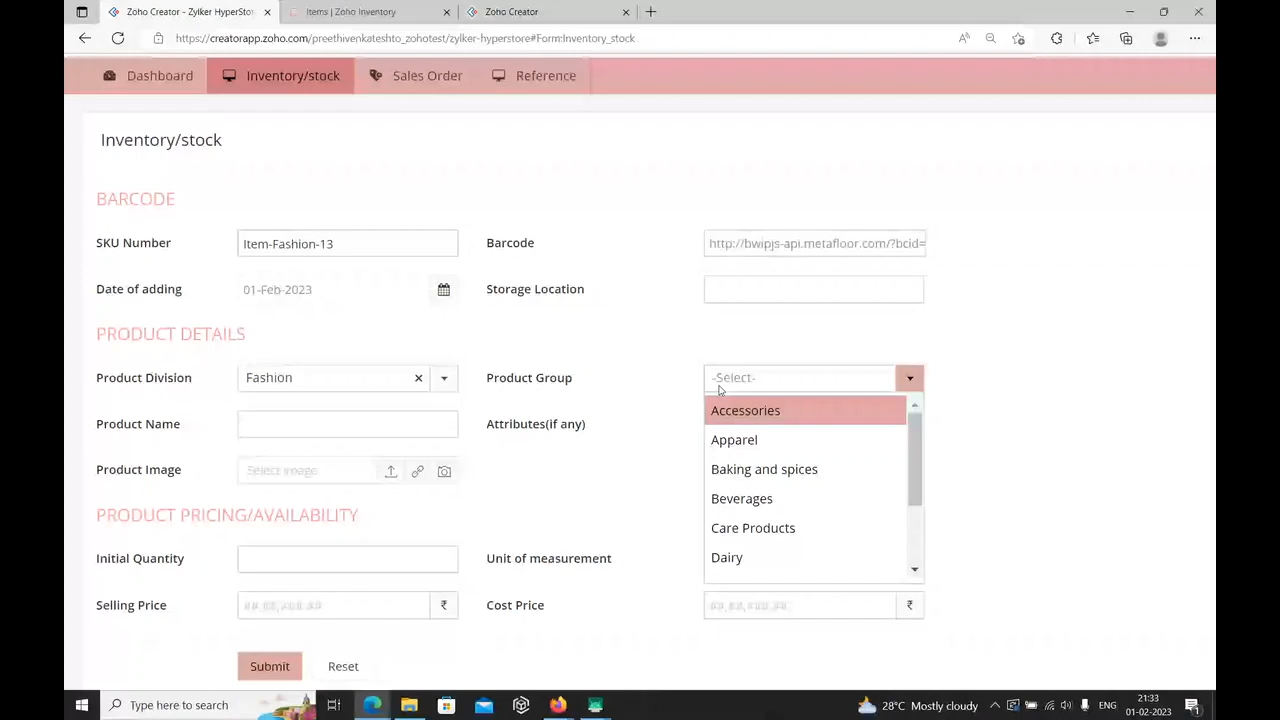 Zoho Creator - Zylker HyperSto
Items | Zoho Inventory
Zoho Creator
https://creatorapp.zoho.com/preethivenkateshto_zohotest/zylker-hyperstore#Form:Inventory_stock
Dashboard
Inventory/stock
Sales Order
Reference
Inventory/stock
BARCODE
SKU Number
Item-Fashion-13
Barcode
http://bwipjs-api.metafloor.com/?bcid=
Date of adding
01-Feb-2023
Storage Location
PRODUCT DETAILS
Product Division
Fashion
Product Group
-Select-
Accessories
Apparel
Baking and spices
Beverages
Care Products
Dairy
Product Name
Attributes(if any)
Product Image
Select image
PRODUCT PRICING/AVAILABILITY
Initial Quantity
Unit of measurement
Selling Price
₹
Cost Price
₹
Submit
Reset
Type here to search
28°C Mostly cloudy
ENG
21:33
01-02-2023